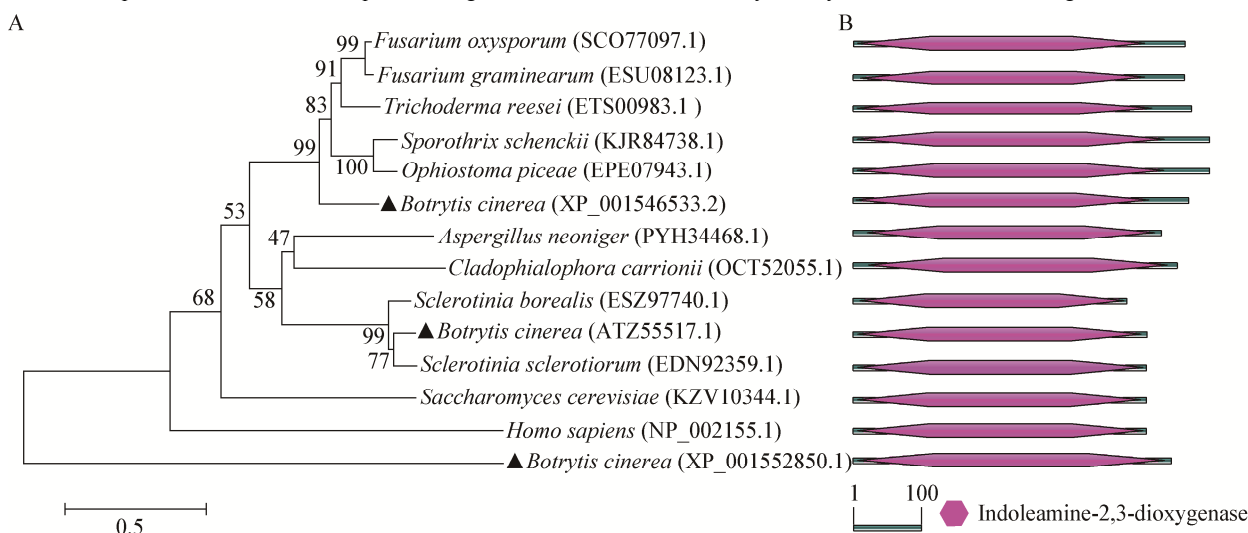 A
B
99
Fusarium oxysporum (SCO77097.1)
91
Fusarium graminearum (ESU08123.1)
83
Trichoderma reesei (ETS00983.1 )
99
Sporothrix schenckii (KJR84738.1)
100
Ophiostoma piceae (EPE07943.1)
▲Botrytis cinerea (XP_001546533.2)
53
47
Aspergillus neoniger (PYH34468.1)
Cladophialophora carrionii (OCT52055.1)
68
58
Sclerotinia borealis (ESZ97740.1)
99
▲Botrytis cinerea (ATZ55517.1)
77
Sclerotinia sclerotiorum (EDN92359.1)
Saccharomyces cerevisiae (KZV10344.1)
Homo sapiens (NP_002155.1)
▲Botrytis cinerea (XP_001552850.1)
0.5
1 100
Indoleamine-2,3-dioxygenase